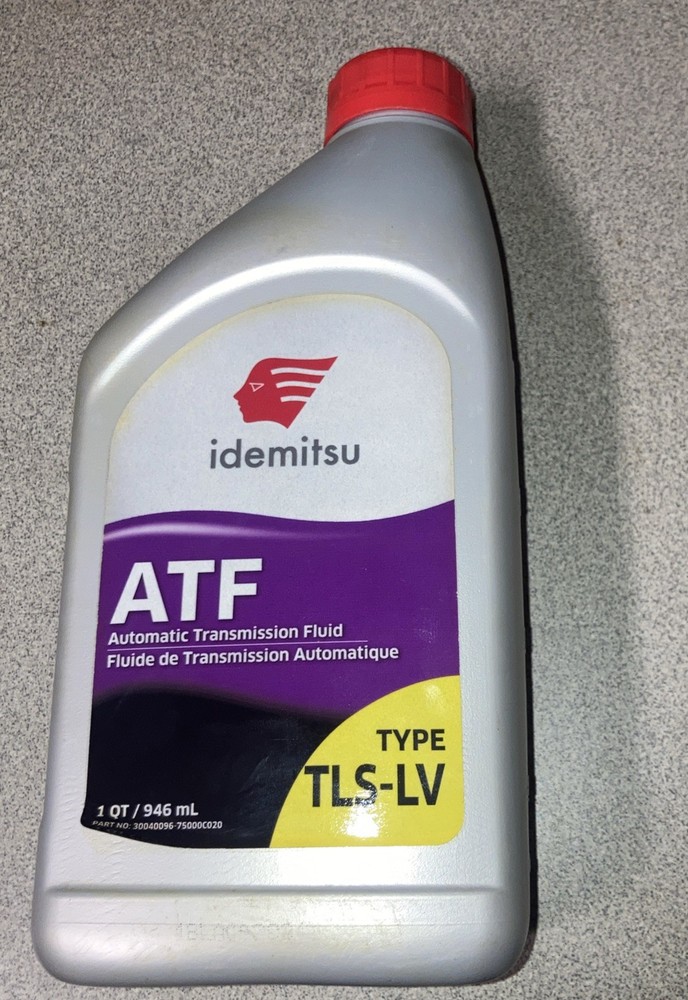 idemitsu
ATF
Automatic Transmission Fluid
Fluide de Transmission Automatique
TYPE
TLS-LV
1 QT / 946 mL
PART NO: 30040096-75000C020